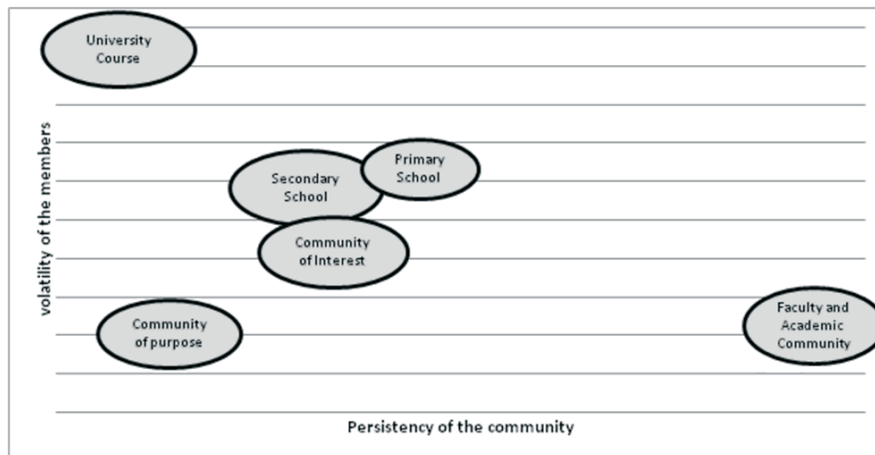 University
Course
Primary
School
Secondary
School
Community
of Interest
Faculty and
Academic
Community
Community
of purpose
volatility of the members
Persistency of the community